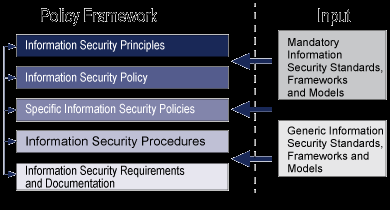 Policy Framework
Input
Information Security Principles
Information Security Policy
Specific Information Security Policies
Information Security Procedures
Information Security Requirements
and Documentation
Mandatory
Information
Security Standards,
Frameworks
and Models
Generic Information
Security Standards,
Frameworks and
Models